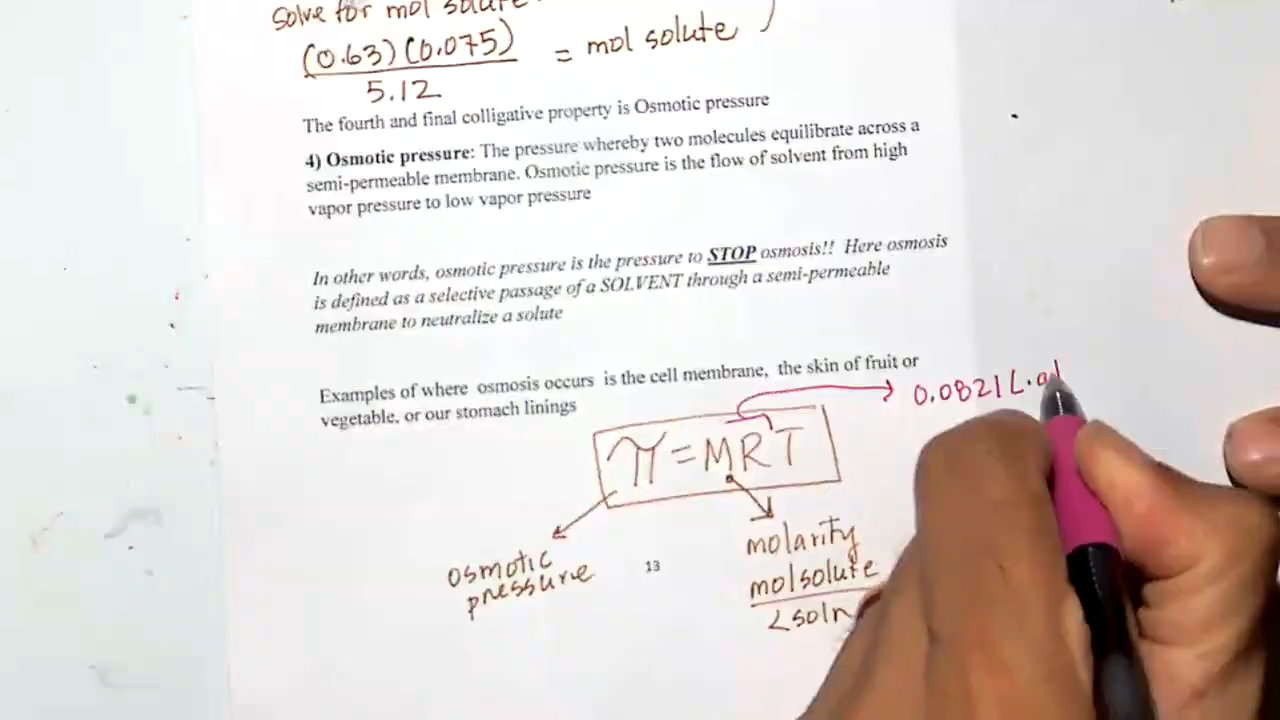 solve for mol solute
(0.63)(0.075)
5.12
= mol solute
The fourth and final colligative property is Osmotic pressure
4) Osmotic pressure: The pressure whereby two molecules equilibrate across a
semi-permeable membrane. Osmotic pressure is the flow of solvent from high
vapor pressure to low vapor pressure
In other words, osmotic pressure is the pressure to STOP osmosis!! Here osmosis
is defined as a selective passage of a SOLVENT through a semi-permeable
membrane to neutralize a solute
Examples of where osmosis occurs is the cell membrane, the skin of fruit or
vegetable, or our stomach linings
0.0821 L·
π = MRT
osmotic
pressure
13
molarity
mol solute
L soln